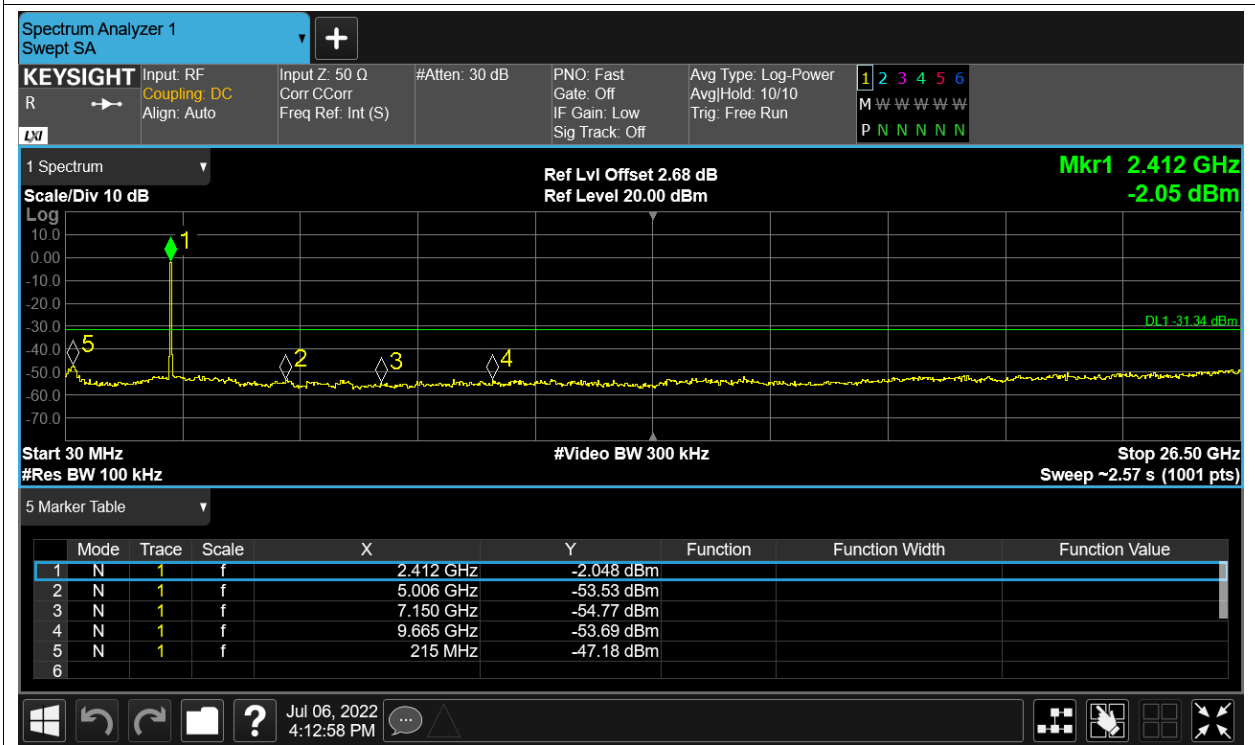 Spectrum Analyzer 1
Swept SA
+
KEYSIGHT Input: RF Input Z: 50 Ω #Atten: 30 dB PNO: Fast Avg Type: Log-Power 1 2 3 4 5 6
R Coupling: DC Corr CCorr Gate: Off Avg|Hold: 10/10 M W W W W W W
Align: Auto Freq Ref: Int (S) IF Gain: Low Trig: Free Run
LXI Sig Track: Off P N N N N N N
1 Spectrum Ref Lvl Offset 2.68 dB Mkr1 2.412 GHz
Scale/Div 10 dB Ref Level 20.00 dBm -2.05 dBm
Log
10.0 1
0.00
-10.0
-20.0
-30.0 DL1 -31.34 dBm
-40.0 5 2 3 4
-50.0
-60.0
-70.0
Start 30 MHz #Video BW 300 kHz Stop 26.50 GHz
#Res BW 100 kHz Sweep ~2.57 s (1001 pts)
5 Marker Table
Mode Trace Scale X Y Function Function Width Function Value
1 N 1 f 2.412 GHz -2.048 dBm
2 N 1 f 5.006 GHz -53.53 dBm
3 N 1 f 7.150 GHz -54.77 dBm
4 N 1 f 9.665 GHz -53.69 dBm
5 N 1 f 215 MHz -47.18 dBm
6
? Jul 06, 2022
4:12:58 PM